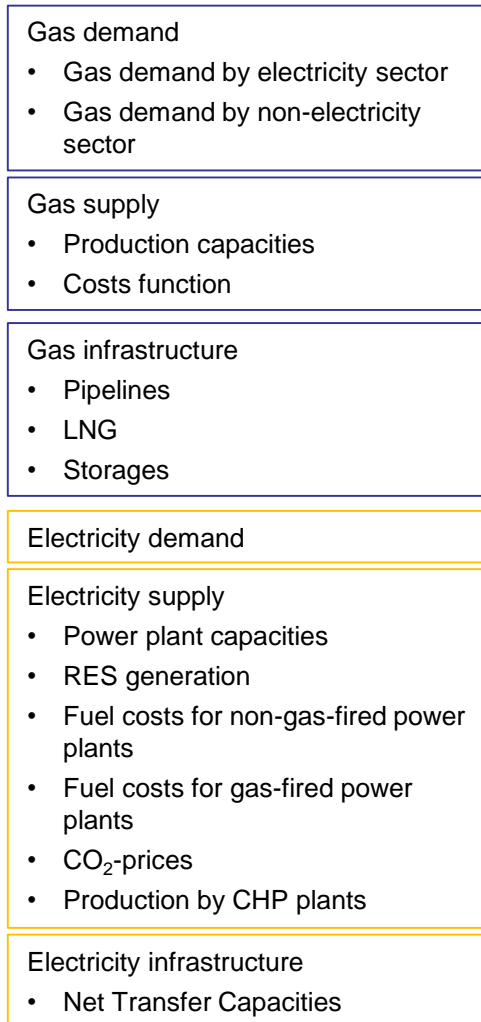 Gas demand
• Gas demand by electricity sector
• Gas demand by non-electricity
sector
Gas supply
• Production capacities
• Costs function
Gas infrastructure
• Pipelines
• LNG
• Storages
Electricity demand
Electricity supply
• Power plant capacities
• RES generation
• Fuel costs for non-gas-fired power
plants
• Fuel costs for gas-fired power
plants
• CO₂-prices
• Production by CHP plants
Electricity infrastructure
• Net Transfer Capacities